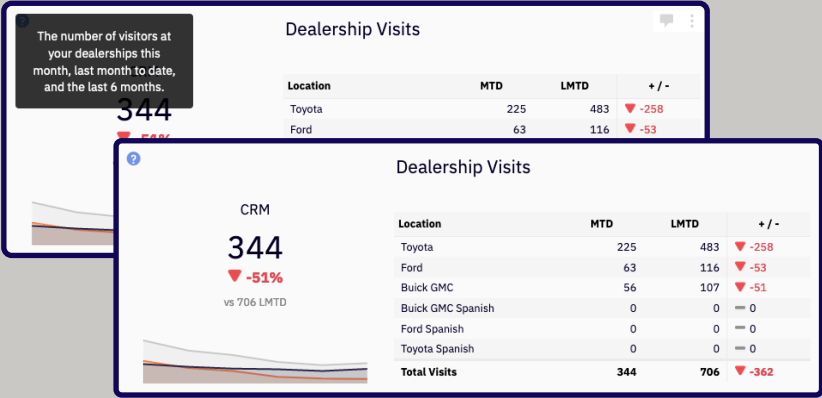 ?
The number of visitors at
your dealerships this
month, last month to date,
and the last 6 months.
344
-51%
Dealership Visits
Location MTD LMTD + / -
Toyota 225 483 -258
Ford 63 116 -53
?
Dealership Visits
CRM
344
-51%
vs 706 LMTD
Location MTD LMTD + / -
Toyota 225 483 -258
Ford 63 116 -53
Buick GMC 56 107 -51
Buick GMC Spanish 0 0 0
Ford Spanish 0 0 0
Toyota Spanish 0 0 0
Total Visits 344 706 -362